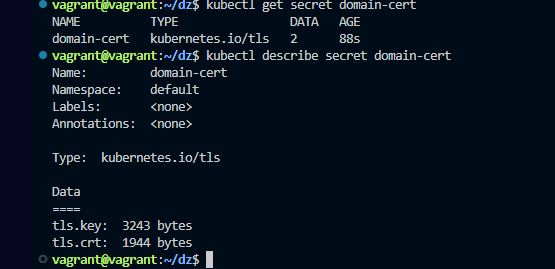 vagrant@vagrant:~/dz$ kubectl get secret domain-cert
NAME          TYPE                DATA   AGE
domain-cert   kubernetes.io/tls   2      88s
vagrant@vagrant:~/dz$ kubectl describe secret domain-cert
Name:         domain-cert
Namespace:    default
Labels:       <none>
Annotations:  <none>

Type:  kubernetes.io/tls

Data
====
tls.key:  3243 bytes
tls.crt:  1944 bytes
vagrant@vagrant:~/dz$